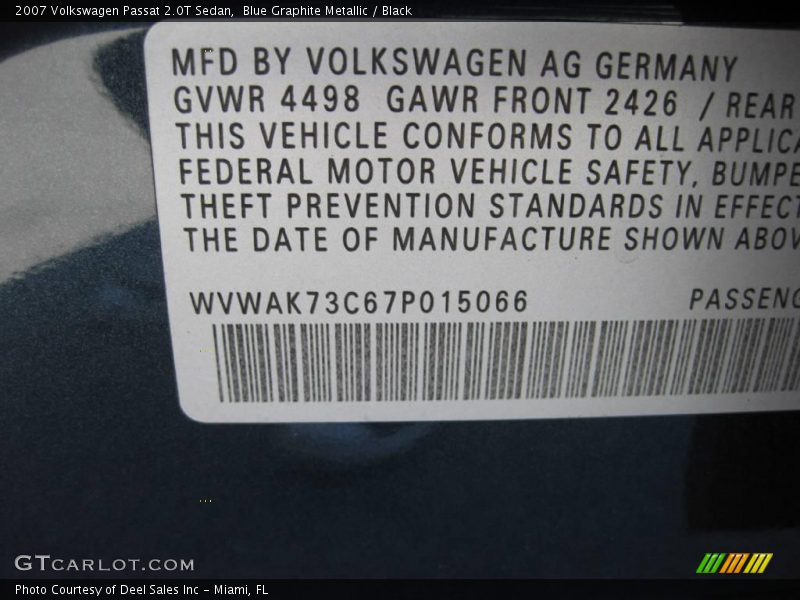 2007 Volkswagen Passat 2.0T Sedan, Blue Graphite Metallic / Black
MFD BY VOLKSWAGEN AG GERMANY
GVWR 4498 GAWR FRONT 2426 / REAR
THIS VEHICLE CONFORMS TO ALL APPLICA
FEDERAL MOTOR VEHICLE SAFETY, BUMPE
THEFT PREVENTION STANDARDS IN EFFECT
THE DATE OF MANUFACTURE SHOWN ABOV
WVWAK73C67P015066 PASSENG
GTCARLOT.COM
Photo Courtesy of Deel Sales Inc - Miami, FL